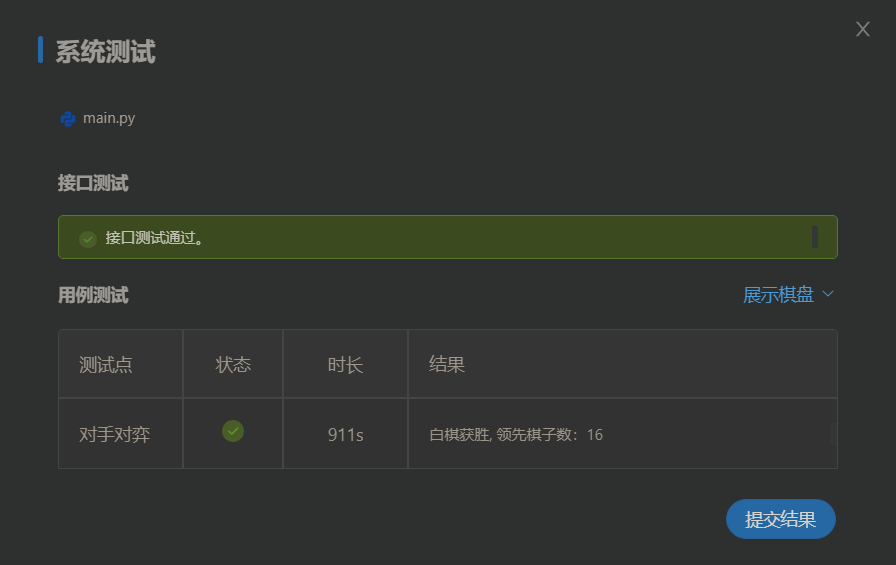 系统测试
main.py
接口测试
接口测试通过。
用例测试 展示棋盘
测试点 状态 时长 结果
对手对弈 911s 白棋获胜, 领先棋子数：16
提交结果